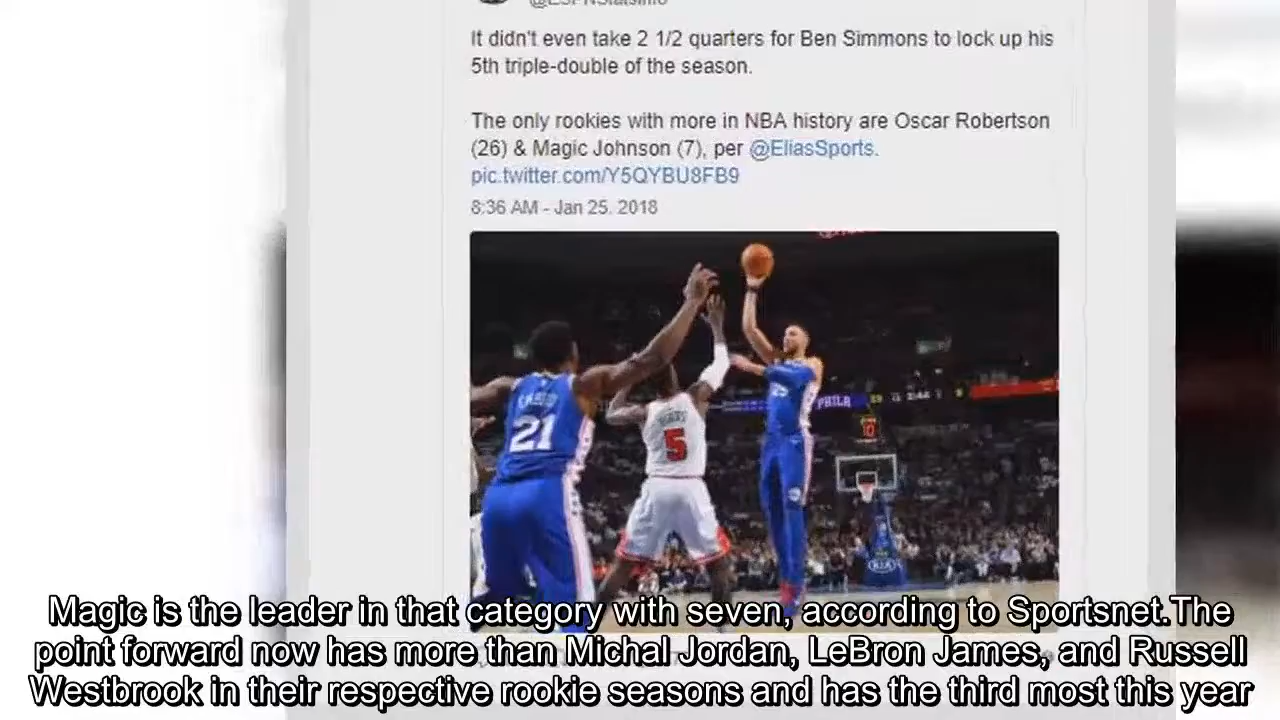 @ESPNStatsInfo
It didn't even take 2 1/2 quarters for Ben Simmons to lock up his
5th triple-double of the season.
The only rookies with more in NBA history are Oscar Robertson
(26) & Magic Johnson (7), per @EliasSports.
pic.twitter.com/Y5QYBU8FB9
8:36 AM - Jan 25, 2018
PHILA
21
5
25
KIA
Magic is the leader in that category with seven, according to Sportsnet.The
point forward now has more than Michal Jordan, LeBron James, and Russell
Westbrook in their respective rookie seasons and has the third most this year